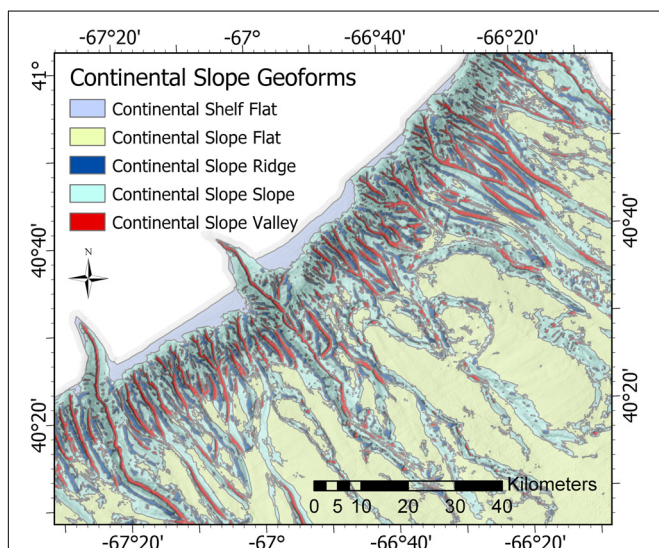 -67°20' -67° -66°40' -66°20'
41°
40°40'
40°20'
Continental Slope Geoforms
Continental Shelf Flat
Continental Slope Flat
Continental Slope Ridge
Continental Slope Slope
Continental Slope Valley
N
40°40'
40°20'
Kilometers
0 5 10 20 30 40
-67°20' -67° -66°40' -66°20'